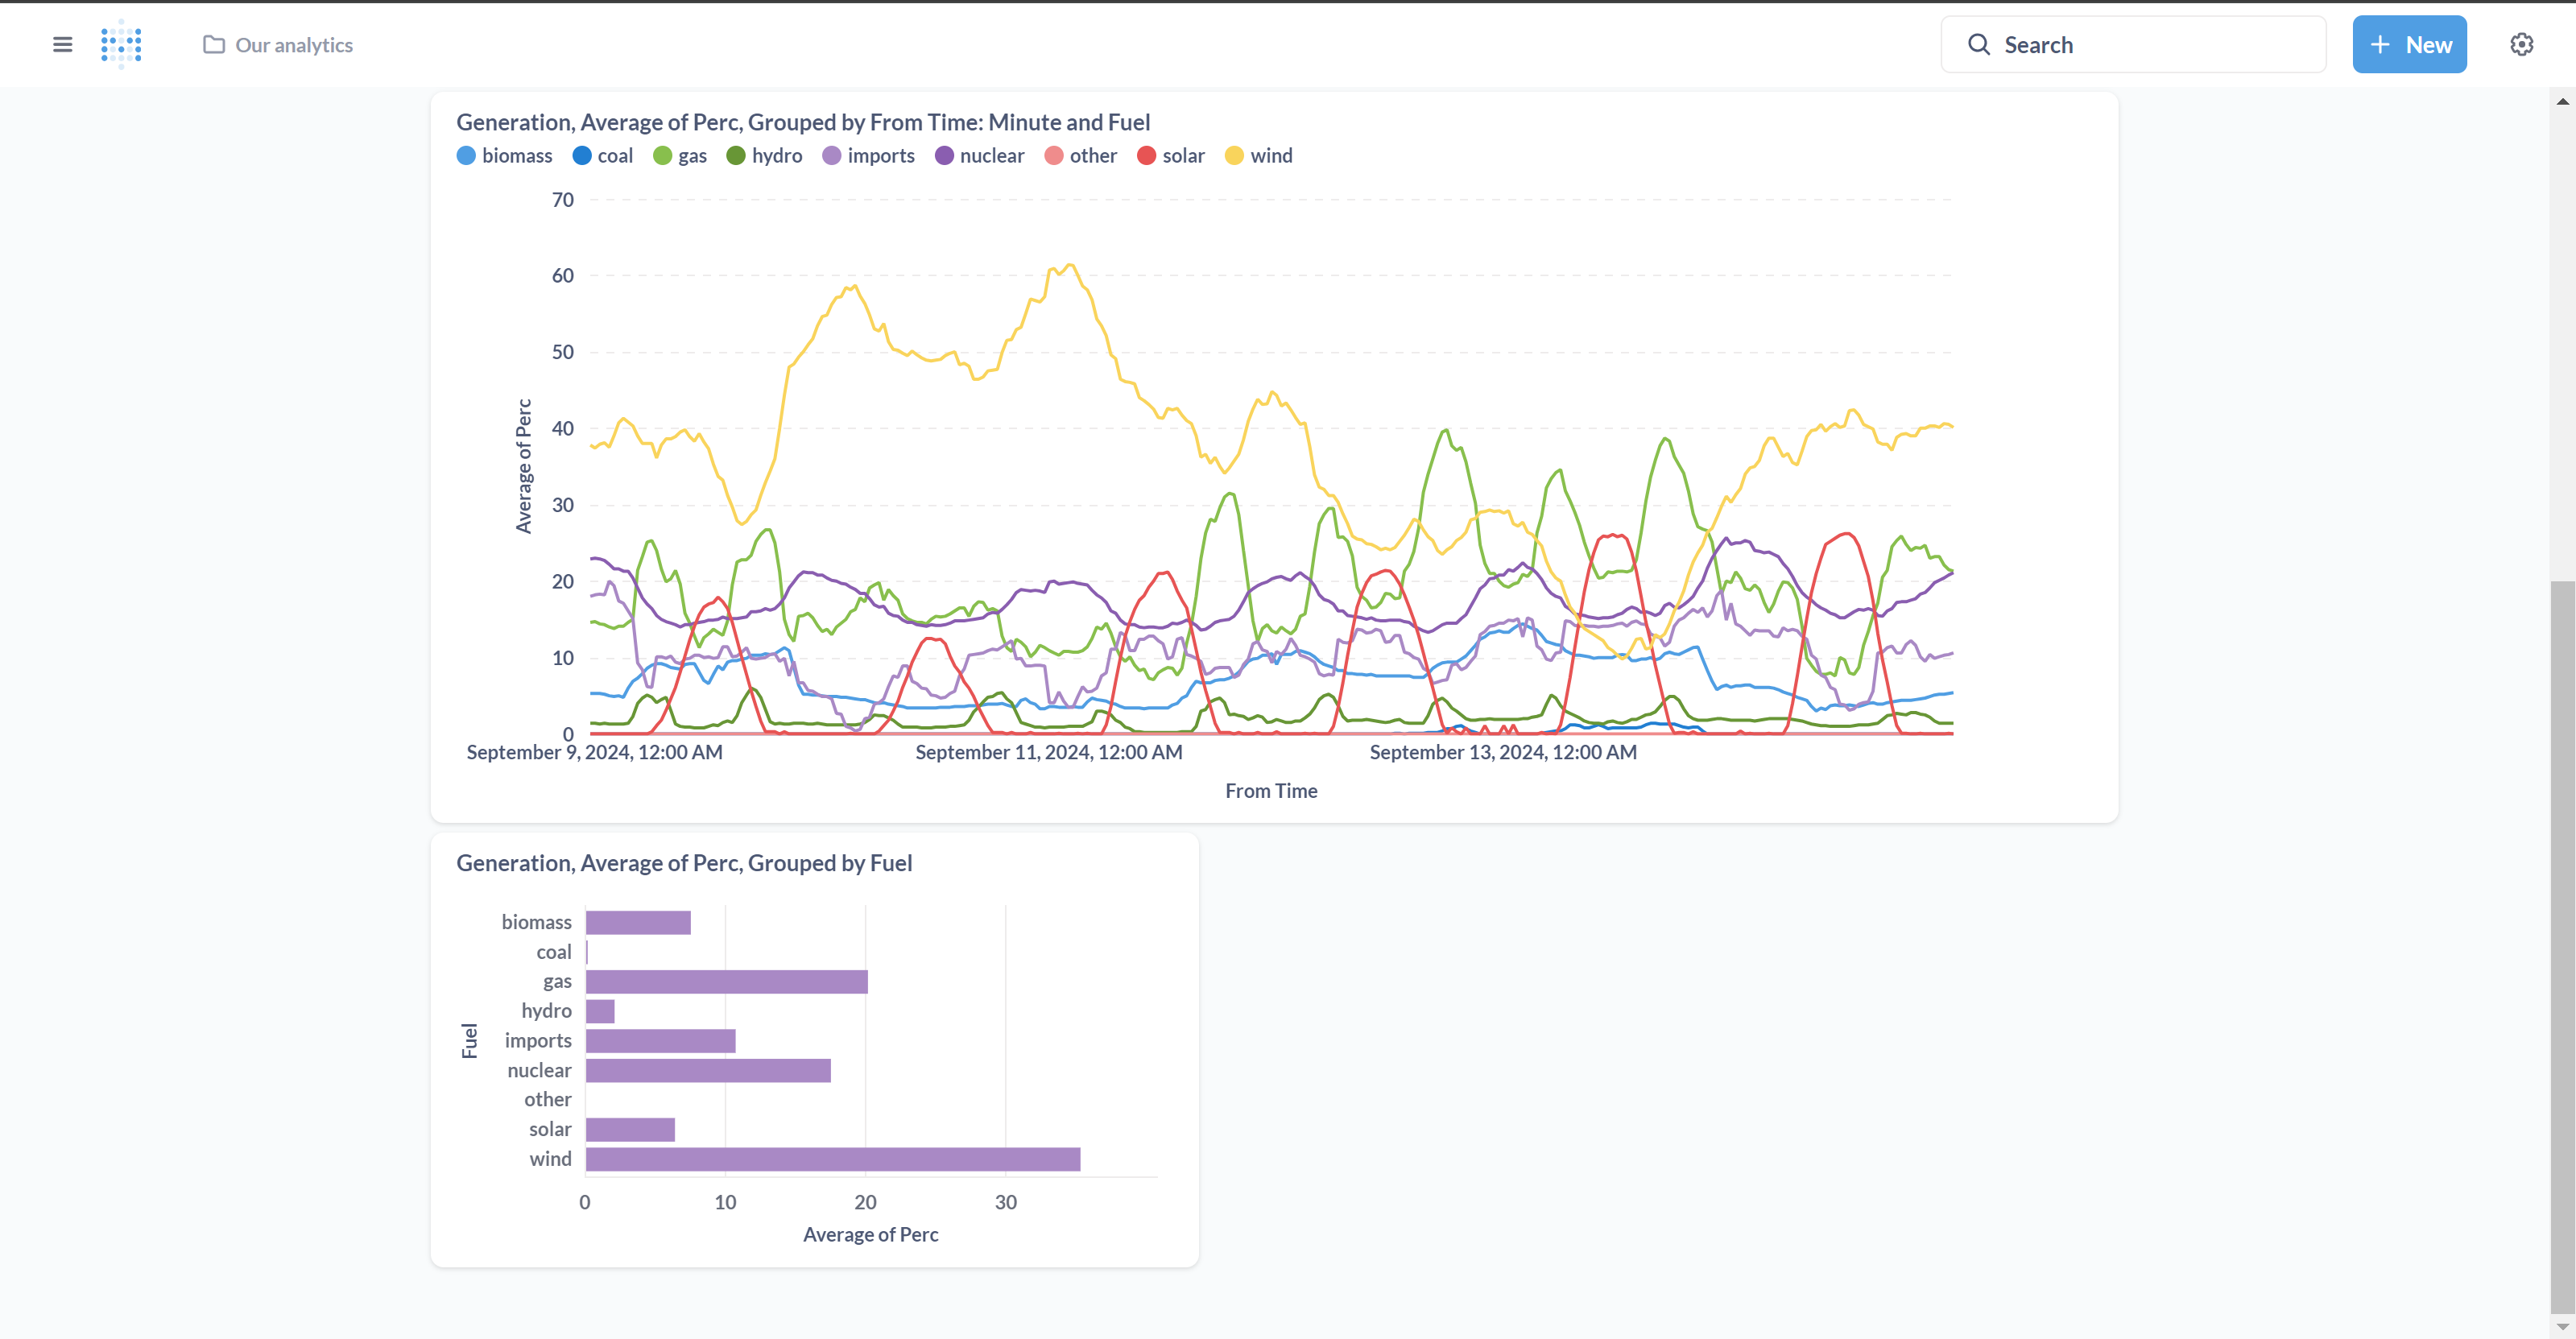 Our analytics
Search
New
Generation, Average of Perc, Grouped by From Time: Minute and Fuel
biomass coal gas hydro imports nuclear other solar wind
70
60
50
40
30
20
10
0
Average of Perc
September 9, 2024, 12:00 AM September 11, 2024, 12:00 AM September 13, 2024, 12:00 AM
From Time
Generation, Average of Perc, Grouped by Fuel
biomass
coal
gas
hydro
imports
nuclear
other
solar
wind
Fuel
0 10 20 30
Average of Perc